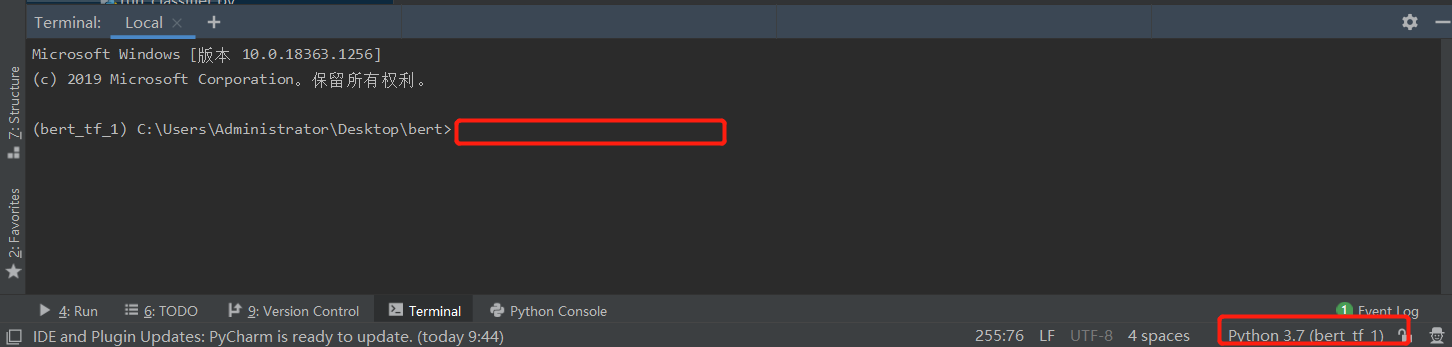 run_classifier.py
Terminal: Local × +
Microsoft Windows [版本 10.0.18363.1256]
(c) 2019 Microsoft Corporation。保留所有权利。
7: Structure
(bert_tf_1) C:\Users\Administrator\Desktop\bert>
2: Favorites
4: Run 6: TODO 9: Version Control Terminal Python Console 1 Event Log
IDE and Plugin Updates: PyCharm is ready to update. (today 9:44) 255:76 LF UTF-8 4 spaces Python 3.7 (bert_tf_1)